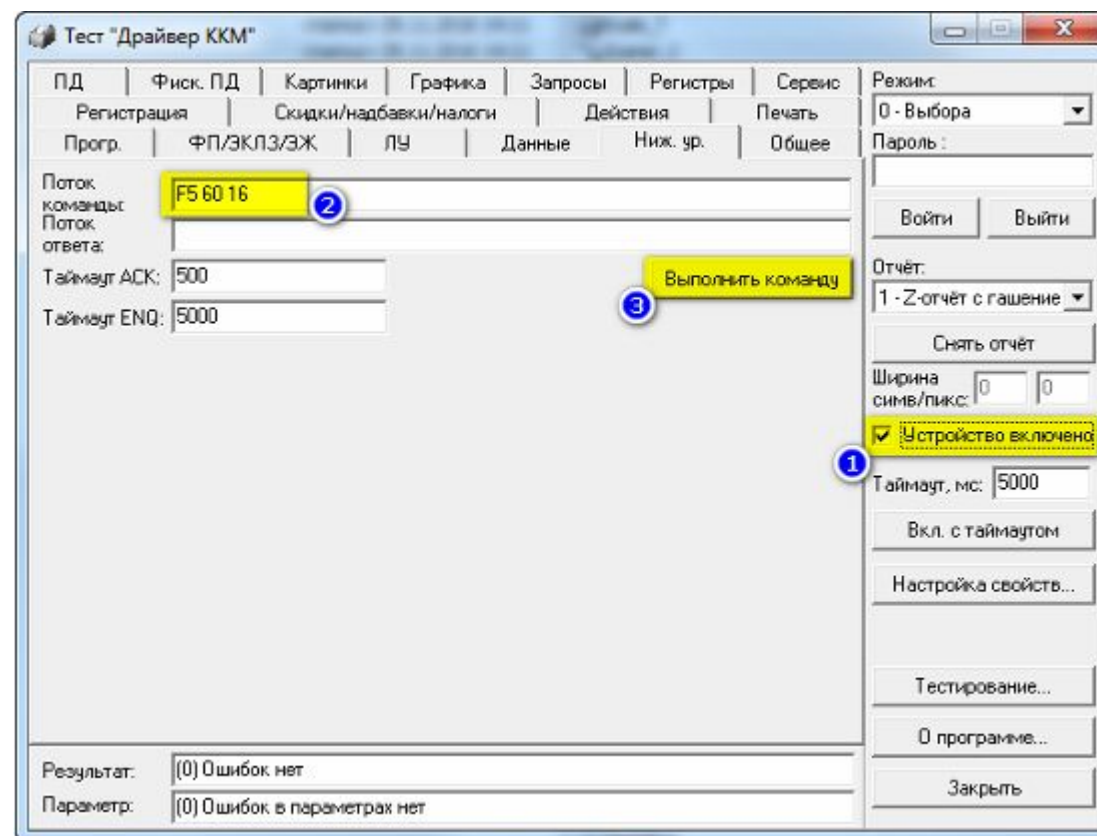 Тест "Драйвер ККМ"
ПД Фиск. ПД Картинки Графика Запросы Регистры Сервис
Регистрация Скидки/надбавки/налоги Действия Печать
Прогр. ФП/ЭКЛЗ/ЭЖ ЛУ Данные Ниж. ур. Общее
Поток
команды:
F5 60 16
2
Поток
ответа:
Таймаут ACK: 500
Таймаут ENQ: 5000
Выполнить команду
3
Режим:
0 - Выбора
Пароль :
Войти Выйти
Отчёт:
1 - Z-отчёт с гашение
Снять отчёт
Ширина
симв/пикс:
0 0
Устройство включено
1
Таймаут, мс: 5000
Вкл. с таймаутом
Настройка свойств...
Тестирование...
О программе...
Закрыть
Результат: (0) Ошибок нет
Параметр: (0) Ошибок в параметрах нет